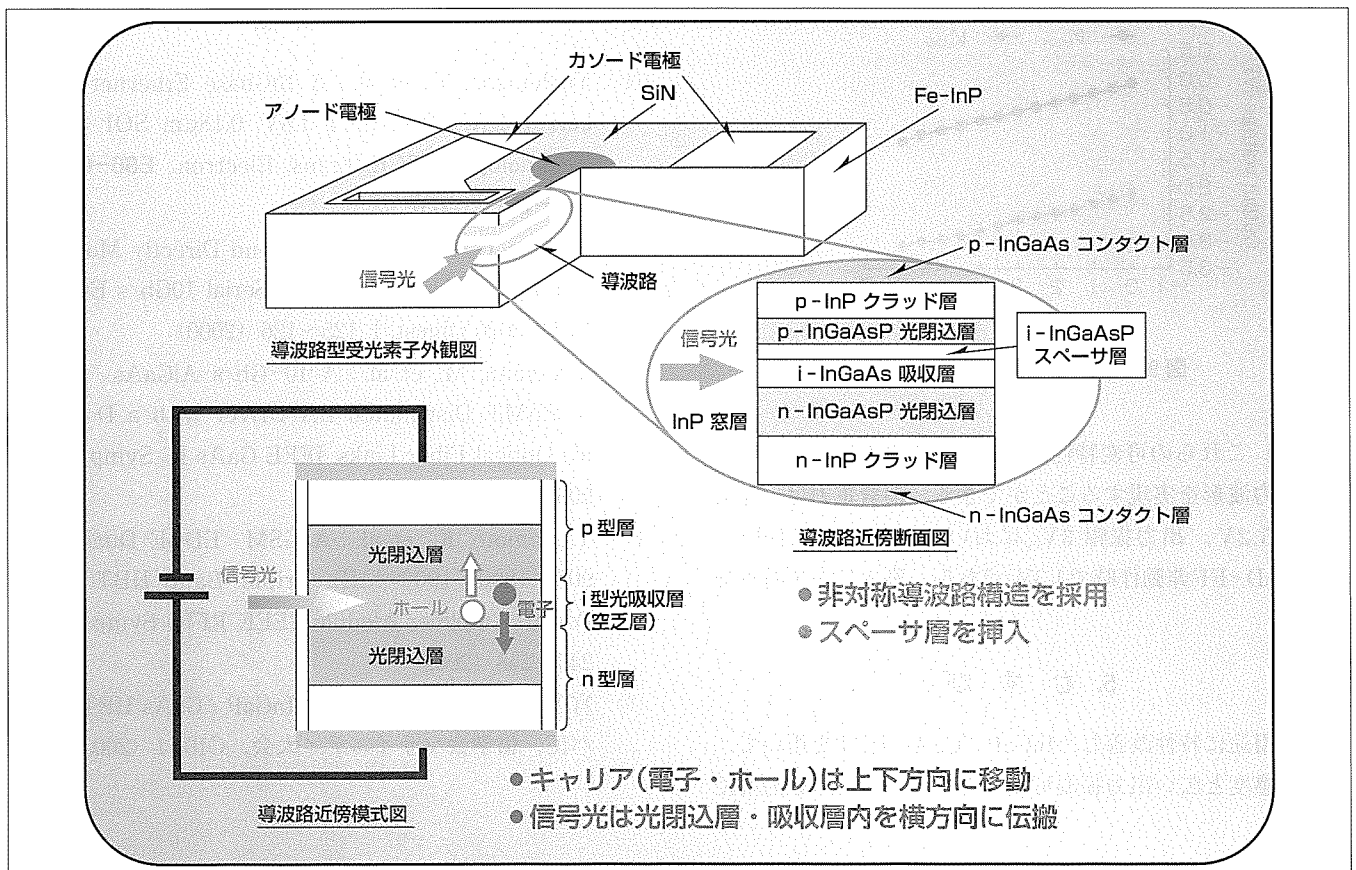 カソード電極
SiN
Fe-InP
アノード電極
信号光
導波路
導波路型受光素子外観図
p-InGaAs コンタクト層
p-InP クラッド層
p-InGaAsP 光閉込層
i-InGaAsP
スペーサ層
信号光
i-InGaAs 吸収層
InP 窓層
n-InGaAsP 光閉込層
n-InP クラッド層
n-InGaAs コンタクト層
導波路近傍断面図
●非対称導波路構造を採用
●スペーサ層を挿入
p型層
光閉込層
信号光
ホール
電子
i型光吸収層
(空乏層)
光閉込層
n型層
導波路近傍模式図
●キャリア(電子・ホール)は上下方向に移動
●信号光は光閉込層・吸収層内を横方向に伝搬